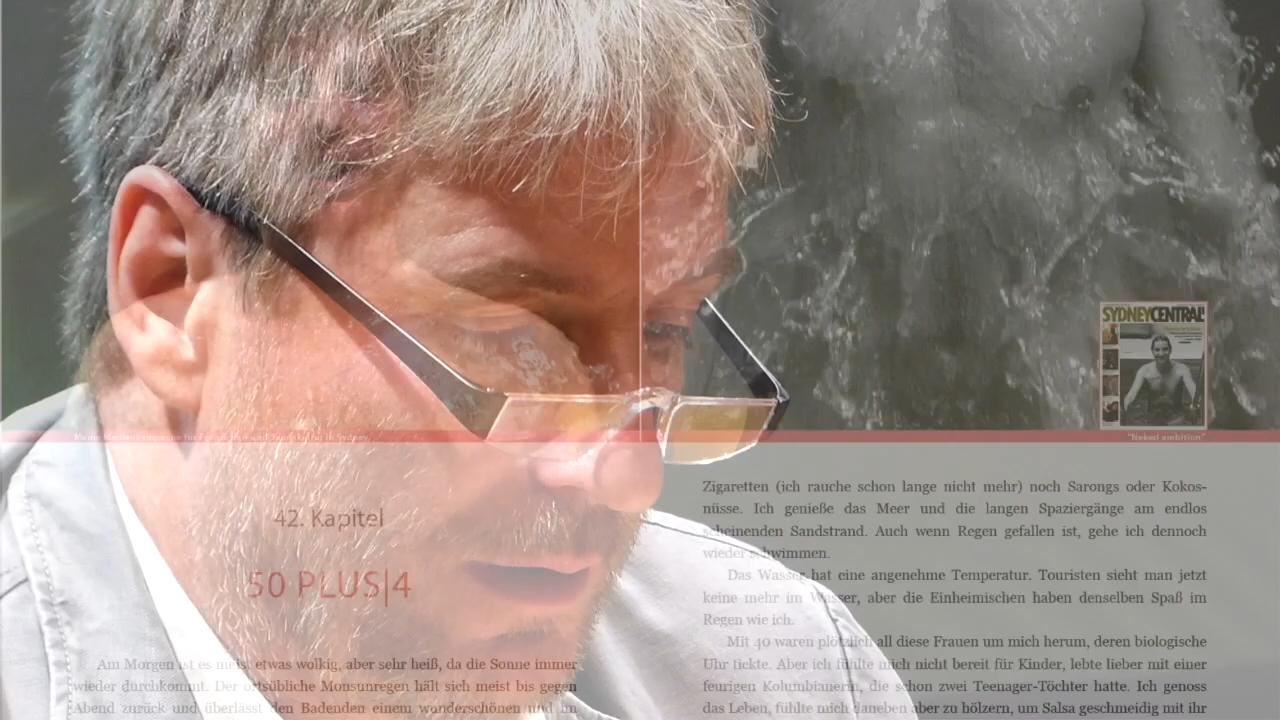 SYDNEYCENTRAL
"Naked ambition"
42. Kapitel
50 PLUS|4
Am Morgen ist es meist etwas wolkig, aber sehr heiß, da die Sonne immer
wieder durchkommt. Der ortsübliche Monsunregen hält sich meist bis gegen
Abend zurück und überlässt den Badenden einem wunderschönen und im
Zigaretten (ich rauche schon lange nicht mehr) noch Sarongs oder Kokos-
nüsse. Ich genieße das Meer und die langen Spaziergänge am endlos
scheinenden Sandstrand. Auch wenn Regen gefallen ist, gehe ich dennoch
wieder schwimmen.
Das Wasser hat eine angenehme Temperatur. Touristen sieht man jetzt
keine mehr im Wasser, aber die Einheimischen haben denselben Spaß im
Regen wie ich.
Mit 40 waren plötzlich all diese Frauen um mich herum, deren biologische
Uhr tickte. Aber ich fühlte mich nicht bereit für Kinder, lebte lieber mit einer
feurigen Kolumbianerin, die schon zwei Teenager-Töchter hatte. Ich genoss
das Leben, fühlte mich daneben aber zu hölzern, um Salsa geschmeidig mit ihr